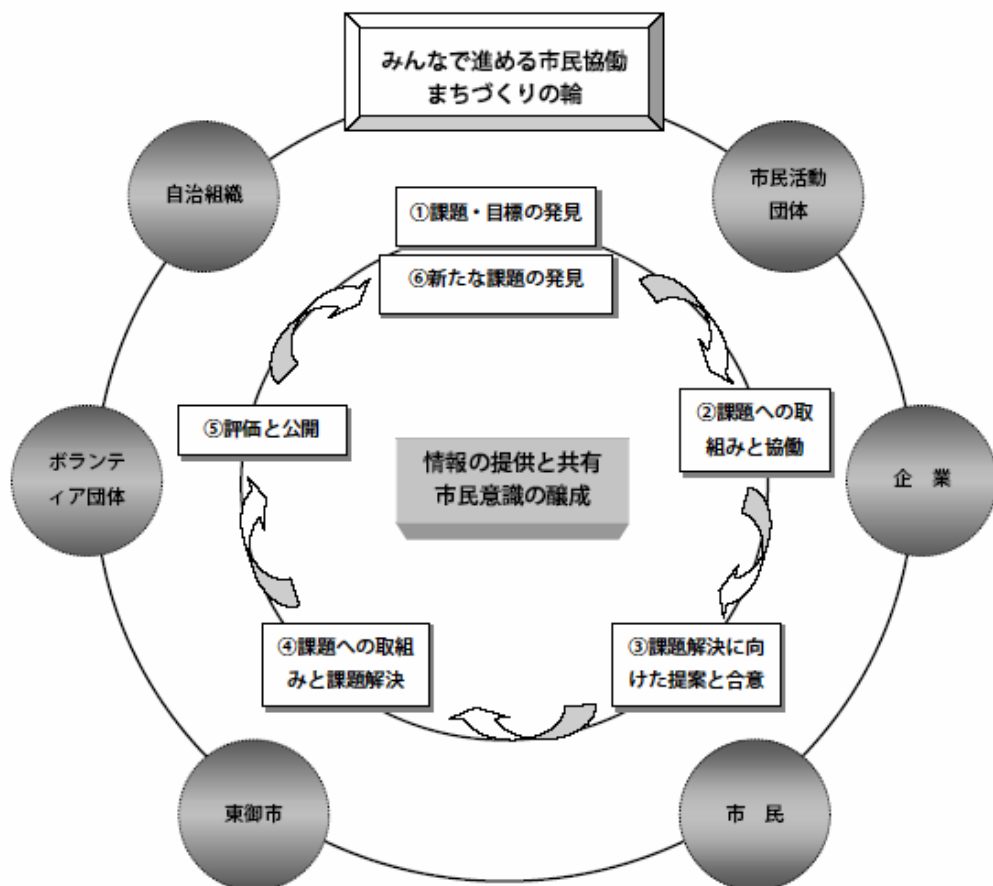 みんなで進める市民協働
まちづくりの輪
自治組織
市民活動
団体
①課題・目標の発見
⑥新たな課題の発見
②課題への取
組みと協働
⑤評価と公開
情報の提供と共有
市民意識の醸成
ボランテ
ィア団体
企　業
④課題への取組
みと課題解決
③課題解決に向
けた提案と合意
東御市
市　民